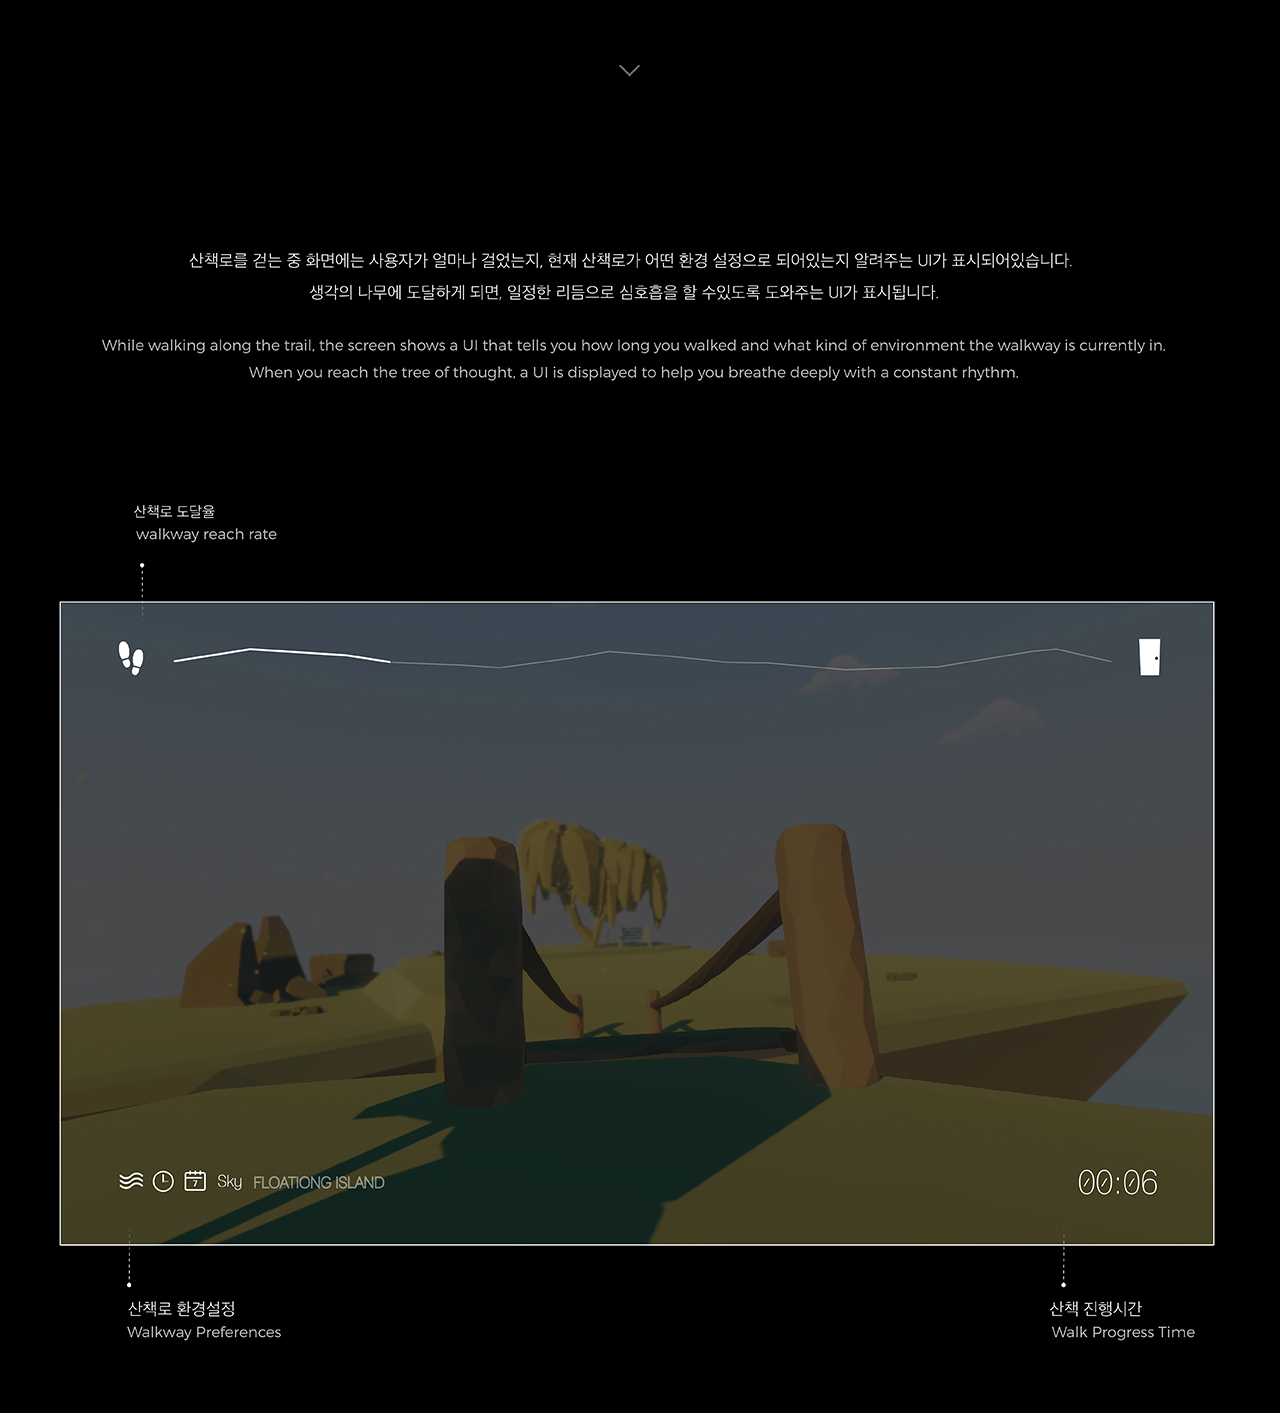 산책로를 걷는 중 화면에는 사용자가 얼마나 걸었는지, 현재 산책로가 어떤 환경 설정으로 되어있는지 알려주는 UI가 표시되어있습니다.
생각의 나무에 도달하게 되면, 일정한 리듬으로 심호흡을 할 수있도록 도와주는 UI가 표시됩니다.
While walking along the trail, the screen shows a UI that tells you how long you walked and what kind of environment the walkway is currently in.
When you reach the tree of thought, a UI is displayed to help you breathe deeply with a constant rhythm.
산책로 도달율
walkway reach rate
7 Sky FLOATIONG ISLAND
00:06
산책로 환경설정
Walkway Preferences
산책 진행시간
Walk Progress Time